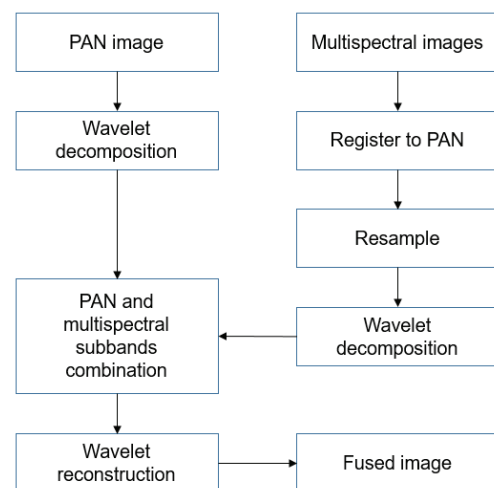 PAN image
Multispectral images
Wavelet
decomposition
Register to PAN
Resample
PAN and
multispectral
subbands
combination
Wavelet
decomposition
Wavelet
reconstruction
Fused image